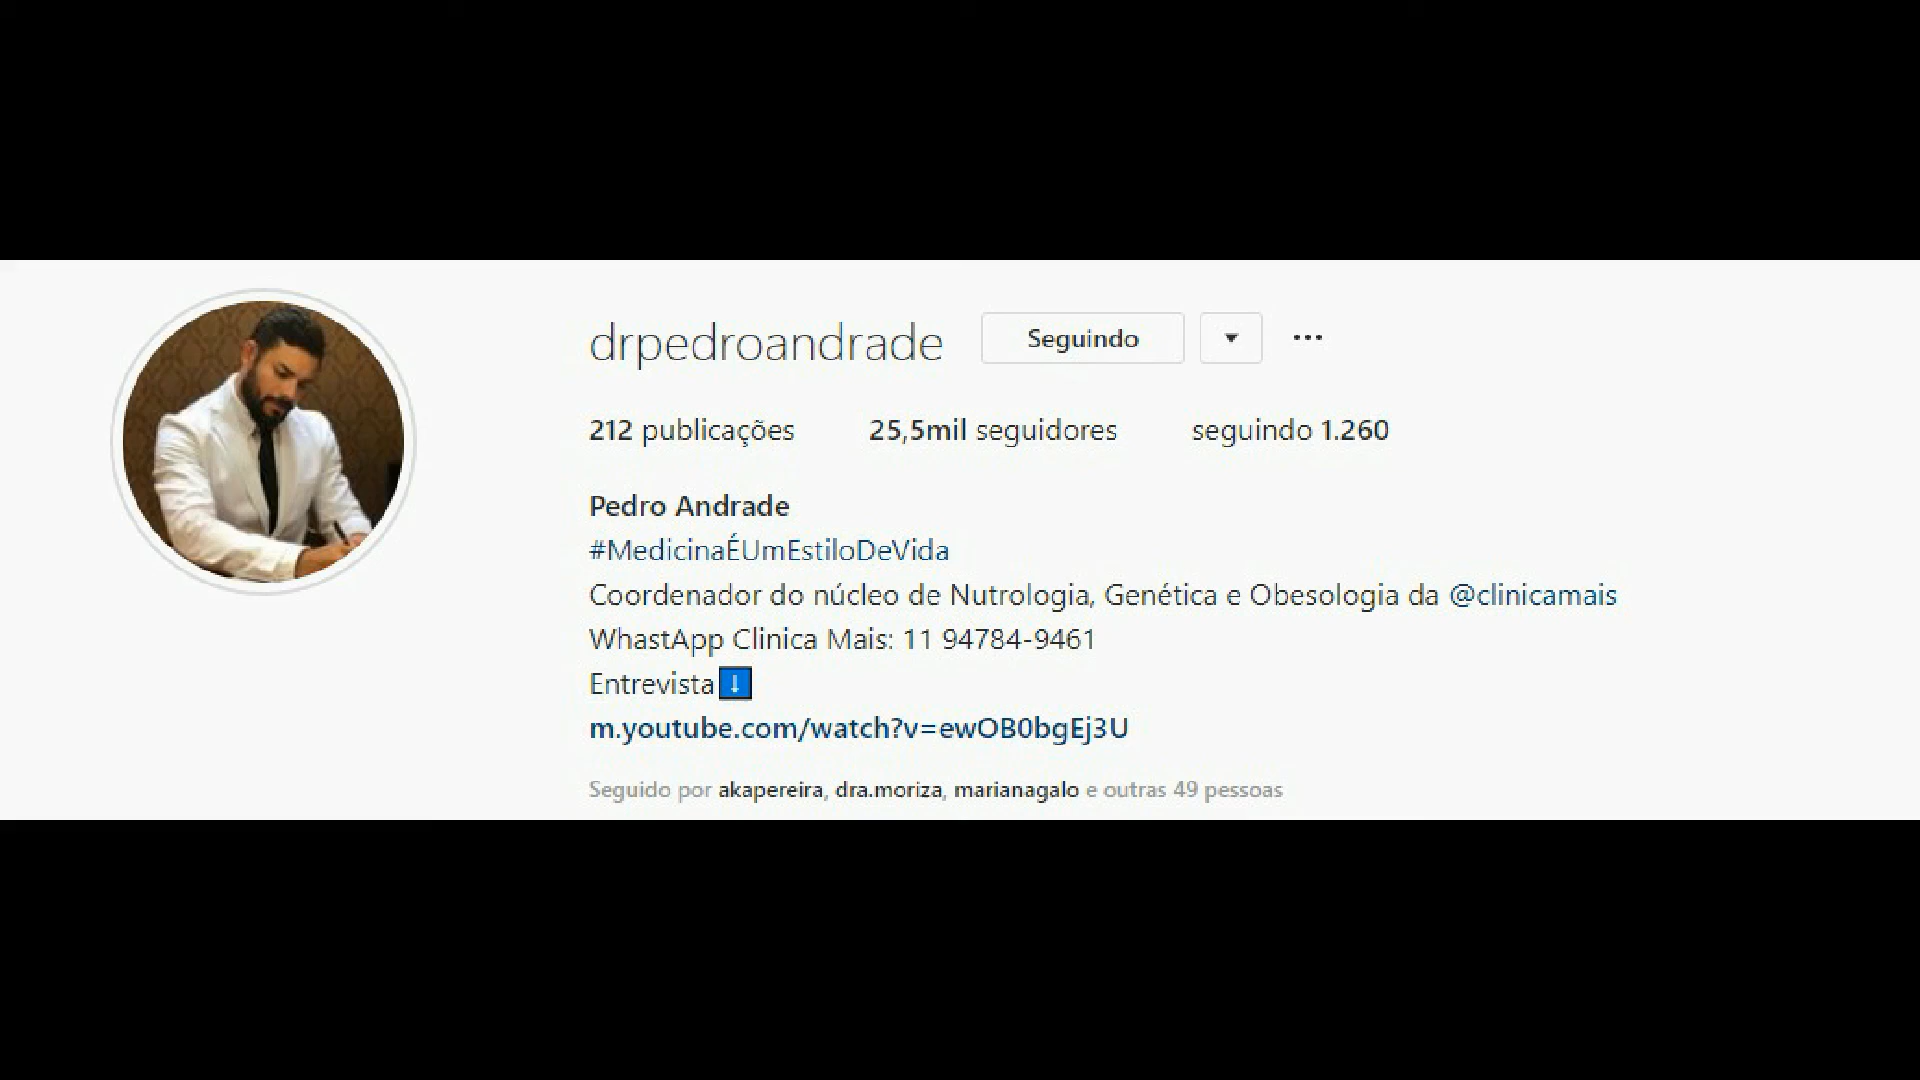 drpedroandrade Seguindo
212 publicações 25,5mil seguidores seguindo 1.260
Pedro Andrade
#MedicinaÉUmEstiloDeVida
Coordenador do núcleo de Nutrologia, Genética e Obesologia da @clinicamais
WhastApp Clinica Mais: 11 94784-9461
Entrevista⬇️
m.youtube.com/watch?v=ewOB0bgEj3U
Seguido por akapereira, dra.moriza, marianagalo e outras 49 pessoas